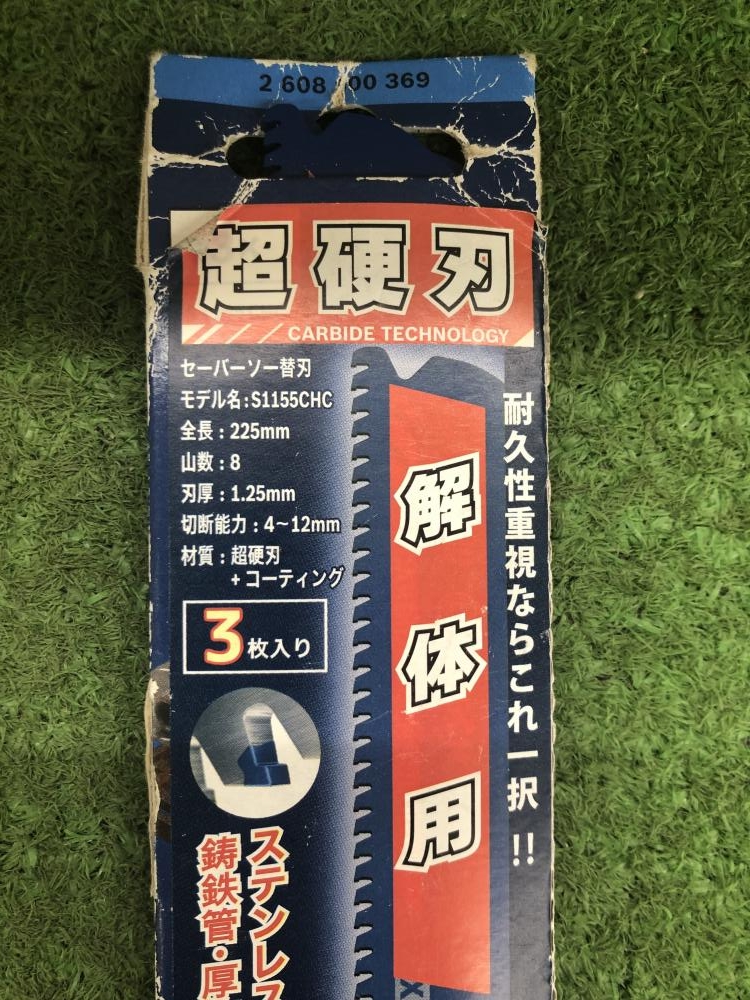 2 608 00 369
超硬刃
CARBIDE TECHNOLOGY
セーバーソー替刃
モデル名:S1155CHC
全長:225mm
山数:8
刃厚:1.25mm
切断能力:4~12mm
材質:超硬刃
+コーティング
3枚入り
解体用
耐久性重視ならこれ一択!!
ステンレス
鋳鉄管・厚
X